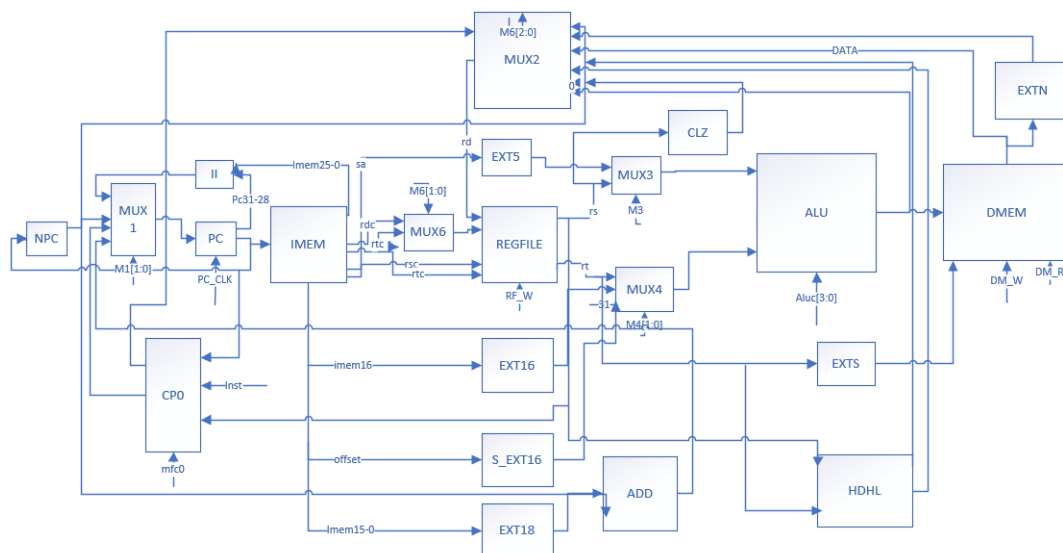 M6[2:0]
MUX2
0
DATA
EXTN
CLZ
rd
EXT5
Imem25-0
sa
II
Pc31-28
MUX
1
M1[1:0]
NPC
PC
PC_CLK
IMEM
M6[1:0]
MUX6
rdc
rtc
rsc
rtc
REGFILE
RF_W
rs
rt
MUX3
M3
31
MUX4
M4[1:0]
ALU
Aluc[3:0]
DMEM
DM_W
DM_R
CP0
Inst
mfc0
imem16
EXT16
EXTS
offset
S_EXT16
ADD
HDHL
Imem15-0
EXT18